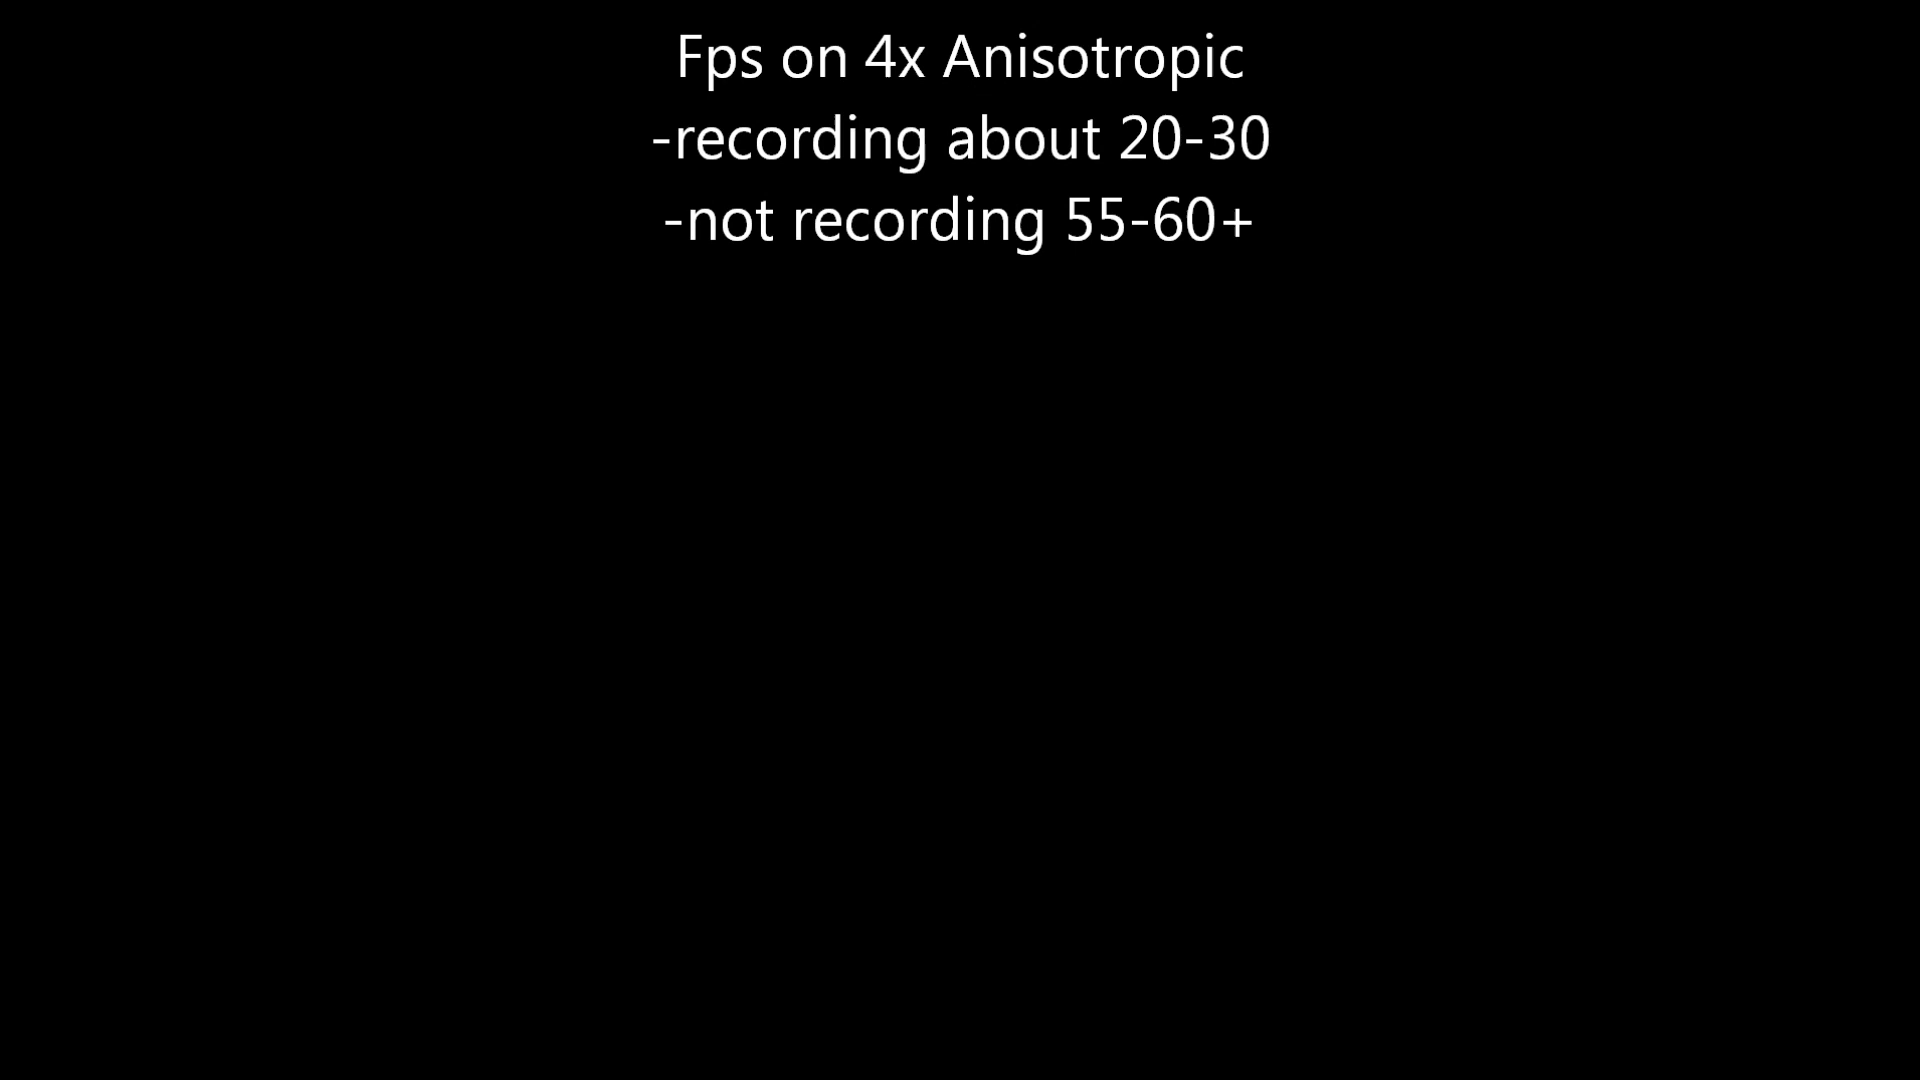 Fps on 4x Anisotropic
-recording about 20-30
-not recording 55-60+